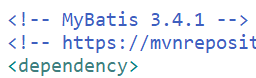 <!-- MyBatis 3.4.1 -->
<!-- https://mvnreposit
<dependency>